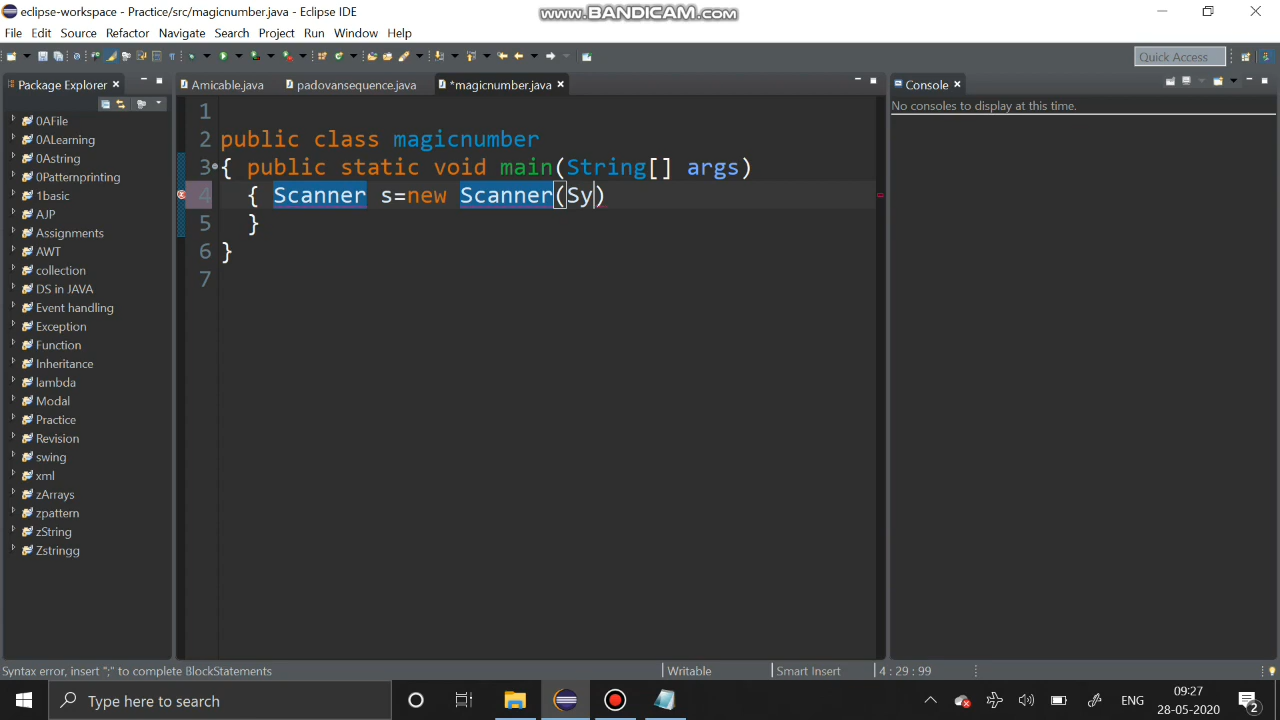 eclipse-workspace - Practice/src/magicnumber.java - Eclipse IDE
www.BANDICAM.com
File Edit Source Refactor Navigate Search Project Run Window Help
Quick Access
Package Explorer
Amicable.java
padovansequence.java
*magicnumber.java
Console
No consoles to display at this time.
0AFile
0ALearning
0Astring
0Patternprinting
1basic
AJP
Assignments
AWT
collection
DS in JAVA
Event handling
Exception
Function
Inheritance
lambda
Modal
Practice
Revision
swing
xml
zArrays
zpattern
zString
Zstringg
1
2 public class magicnumber
3 { public static void main(String[] args)
4 { Scanner s=new Scanner(Sy)
5 }
6 }
7
Syntax error, insert ";" to complete BlockStatements
Writable
Smart Insert
4 : 29 : 99
Type here to search
ENG
09:27
28-05-2020
2